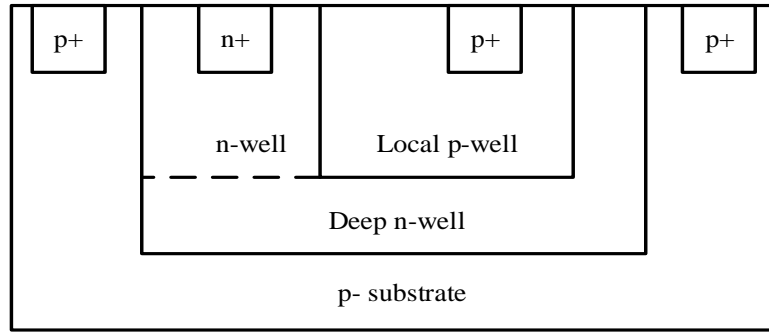 p+
n+
p+
p+
n-well
Local p-well
Deep n-well
p- substrate